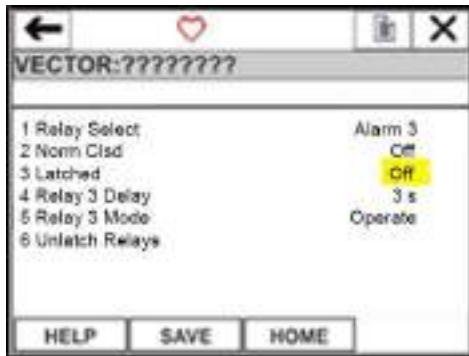 VECTOR:????????
1 Relay Select Alarm 3
2 Norm Clsd Off
3 Latched Off
4 Relay 3 Delay 3 s
5 Relay 3 Mode Operate
6 Unlatch Relays
HELP SAVE HOME